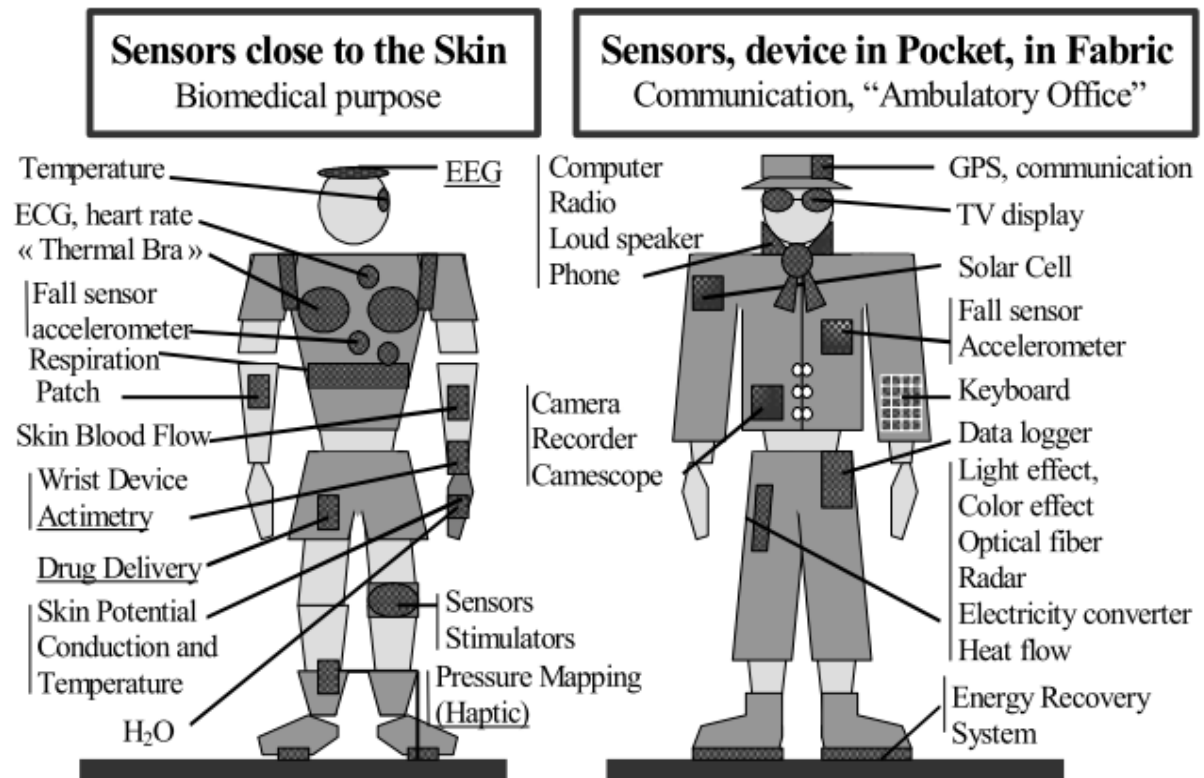 Sensors close to the Skin
Biomedical purpose
Temperature
EEG
ECG, heart rate
« Thermal Bra »
Fall sensor
accelerometer
Respiration
Patch
Skin Blood Flow
Wrist Device
Actimetry
Drug Delivery
Skin Potential
Conduction and
Temperature
H₂O
Sensors
Stimulators
Pressure Mapping
(Haptic)
Sensors, device in Pocket, in Fabric
Communication, “Ambulatory Office”
Computer
Radio
Loud speaker
Phone
Camera
Recorder
Camescope
GPS, communication
TV display
Solar Cell
Fall sensor
Accelerometer
Keyboard
Data logger
Light effect,
Color effect
Optical fiber
Radar
Electricity converter
Heat flow
Energy Recovery
System